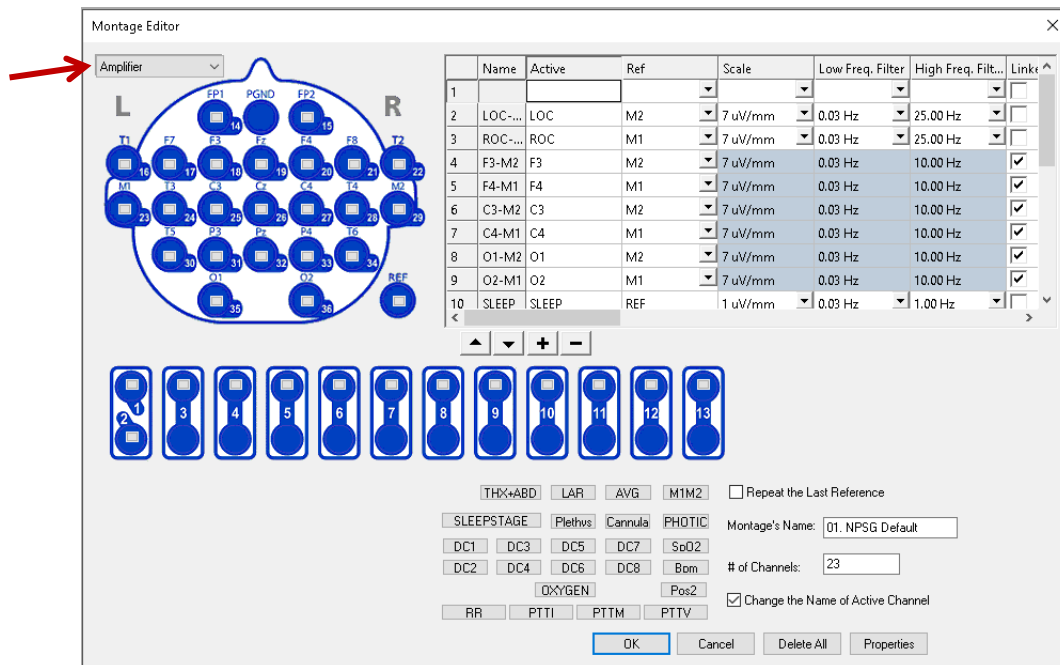 Montage Editor
Amplifier
L
R
FP1 PGND FP2
14 15
T1 F7 F3 Fz F4 F8 T2
16 17 18 19 20 21 22
M1 T3 C3 Cz C4 T4 M2
23 24 25 26 27 28 29
T5 P3 Pz P4 T6
30 31 32 33 34
O1 O2 REF
35 36
Name Active Ref Scale Low Freq. Filter High Freq. Filt...
1
2 LOC-... LOC M2 7 uV/mm 0.03 Hz 25.00 Hz
3 ROC-... ROC M1 7 uV/mm 0.03 Hz 25.00 Hz
4 F3-M2 F3 M2 7 uV/mm 0.03 Hz 10.00 Hz
5 F4-M1 F4 M1 7 uV/mm 0.03 Hz 10.00 Hz
6 C3-M2 C3 M2 7 uV/mm 0.03 Hz 10.00 Hz
7 C4-M1 C4 M1 7 uV/mm 0.03 Hz 10.00 Hz
8 O1-M2 O1 M2 7 uV/mm 0.03 Hz 10.00 Hz
9 O2-M1 O2 M1 7 uV/mm 0.03 Hz 10.00 Hz
10 SLEEP SLEEP REF 1 uV/mm 0.03 Hz 1.00 Hz
1 2 3 4 5 6 7 8 9 10 11 12 13
THX+ABD LAR AVG M1M2
SLEEPSTAGE Plethys Cannula PHOTIC
DC1 DC3 DC5 DC7 SpO2
DC2 DC4 DC6 DC8 Bpm
OXYGEN Pos2
RR PTTI PTTM PTTV
Repeat the Last Reference
Montage's Name: 01. NPSG Default
# of Channels: 23
Change the Name of Active Channel
OK Cancel Delete All Properties